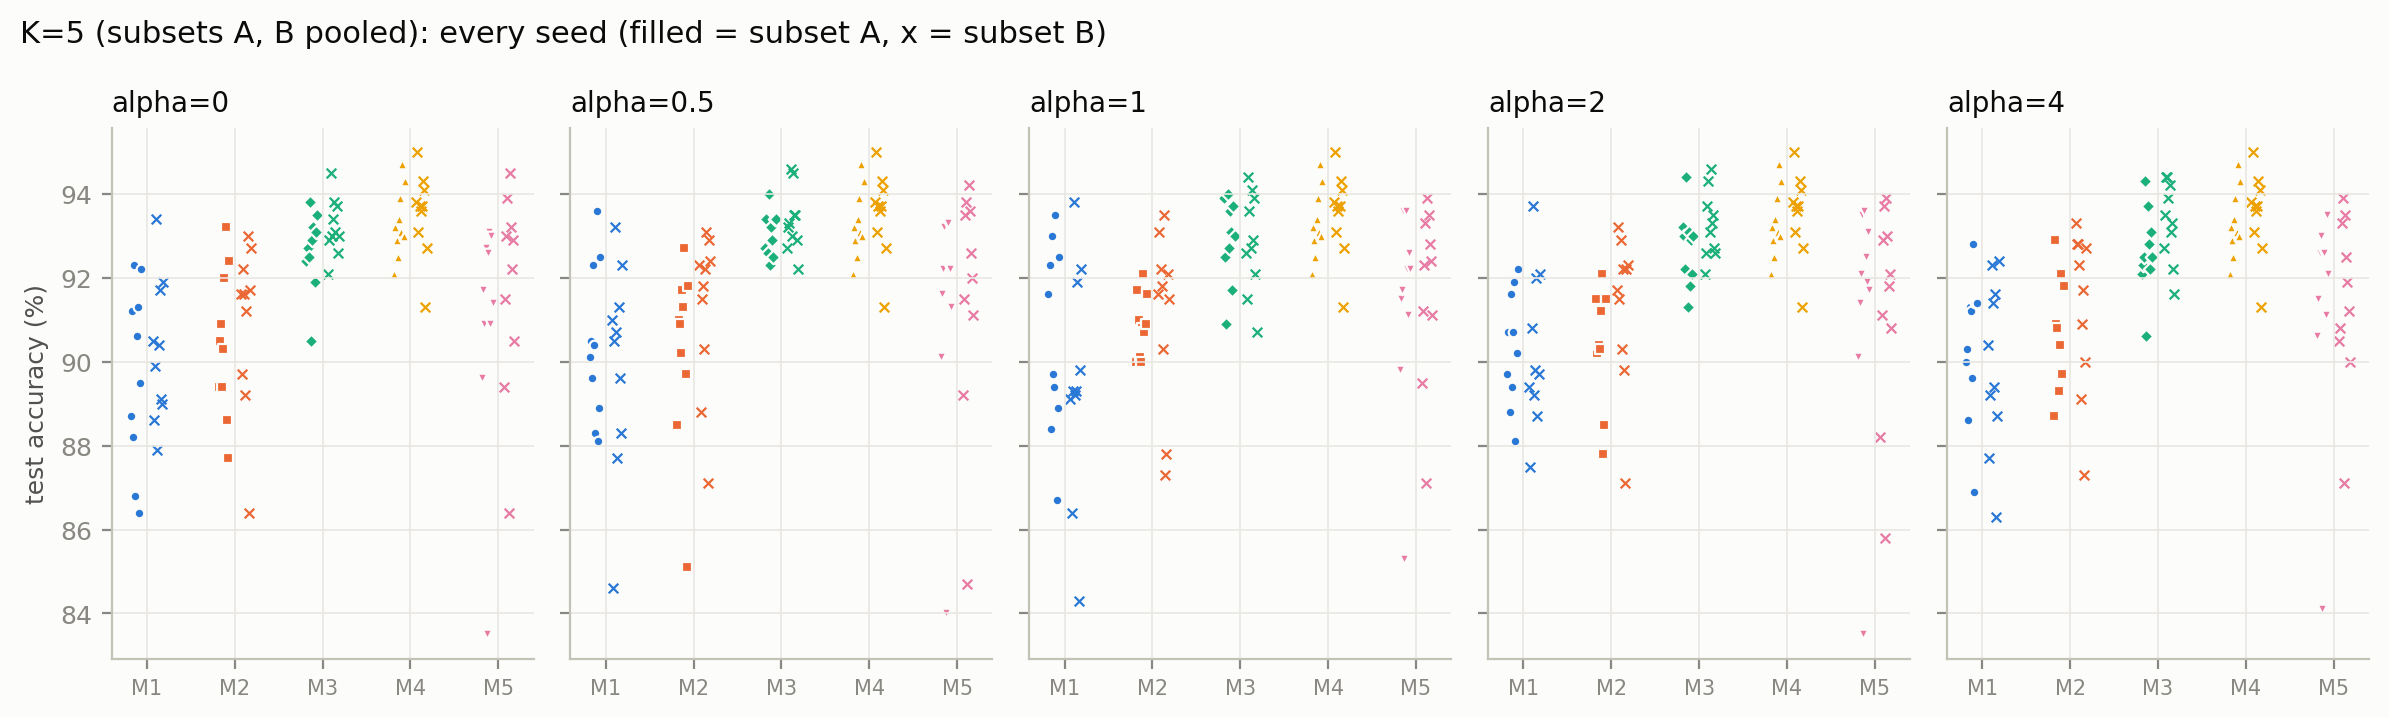 K=5 (subsets A, B pooled): every seed (filled = subset A, x = subset B)
alpha=0
alpha=0.5
alpha=1
alpha=2
alpha=4
test accuracy (%)
94
92
90
88
86
84
M1 M2 M3 M4 M5
M1 M2 M3 M4 M5
M1 M2 M3 M4 M5
M1 M2 M3 M4 M5
M1 M2 M3 M4 M5